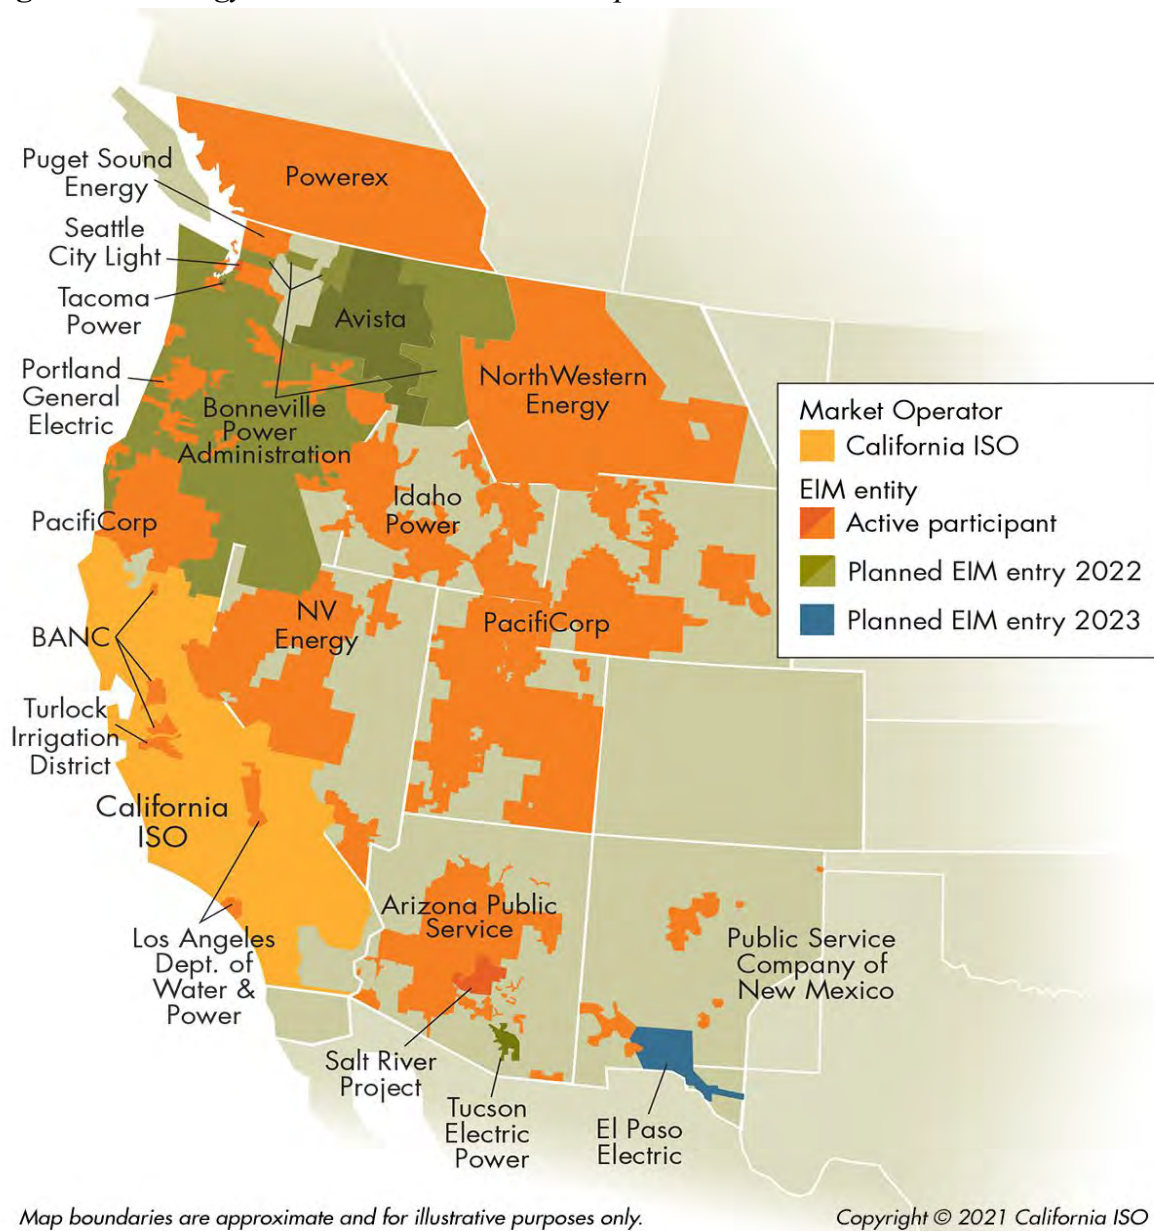 Powerex
Puget Sound
Energy
Seattle
City Light
Tacoma
Power
Avista
Portland
General
Electric
NorthWestern
Energy
Bonneville
Power
Administration
Market Operator
California ISO
EIM entity
Active participant
Planned EIM entry 2022
Planned EIM entry 2023
Idaho
Power
PacifiCorp
NV
Energy
PacifiCorp
BANC
Turlock
Irrigation
District
California
ISO
Los Angeles
Dept. of
Water &
Power
Arizona Public
Service
Public Service
Company of
New Mexico
Salt River
Project
Tucson
Electric
Power
El Paso
Electric
Map boundaries are approximate and for illustrative purposes only.
Copyright © 2021 California ISO